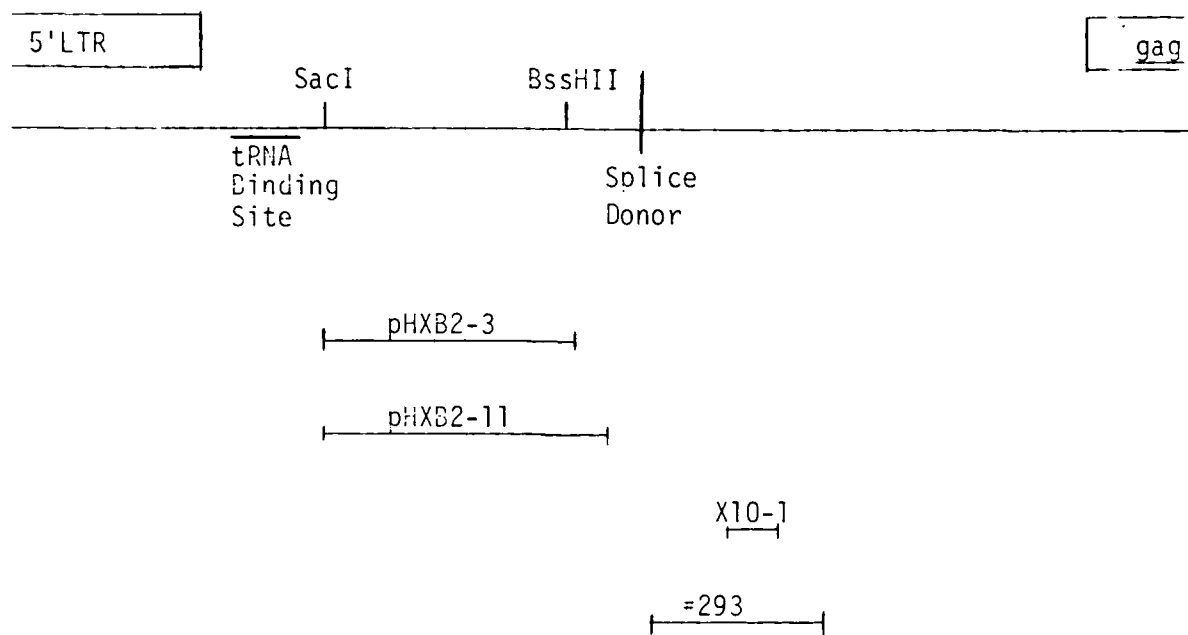 5'LTR
gag
SacI
BssHII
tRNA
Binding
Site
Splice
Donor
pHXB2-3
pHXB2-11
X10-1
=293